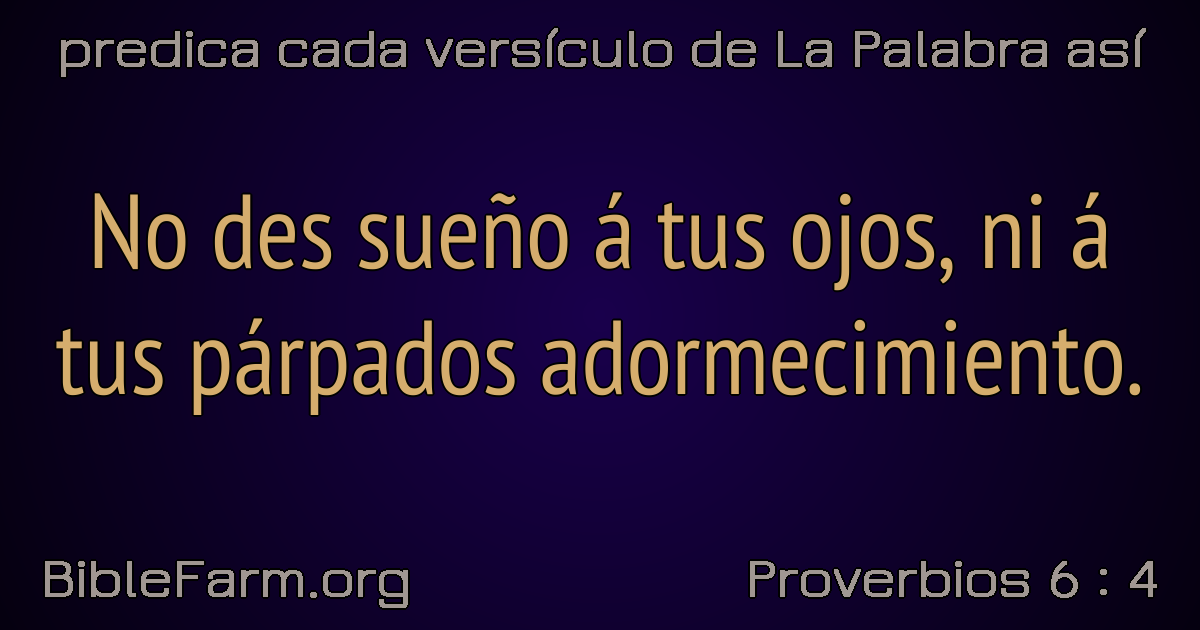 predica cada versículo de La Palabra así
No des sueño á tus ojos, ni á
tus párpados adormecimiento.
BibleFarm.org
Proverbios 6 : 4